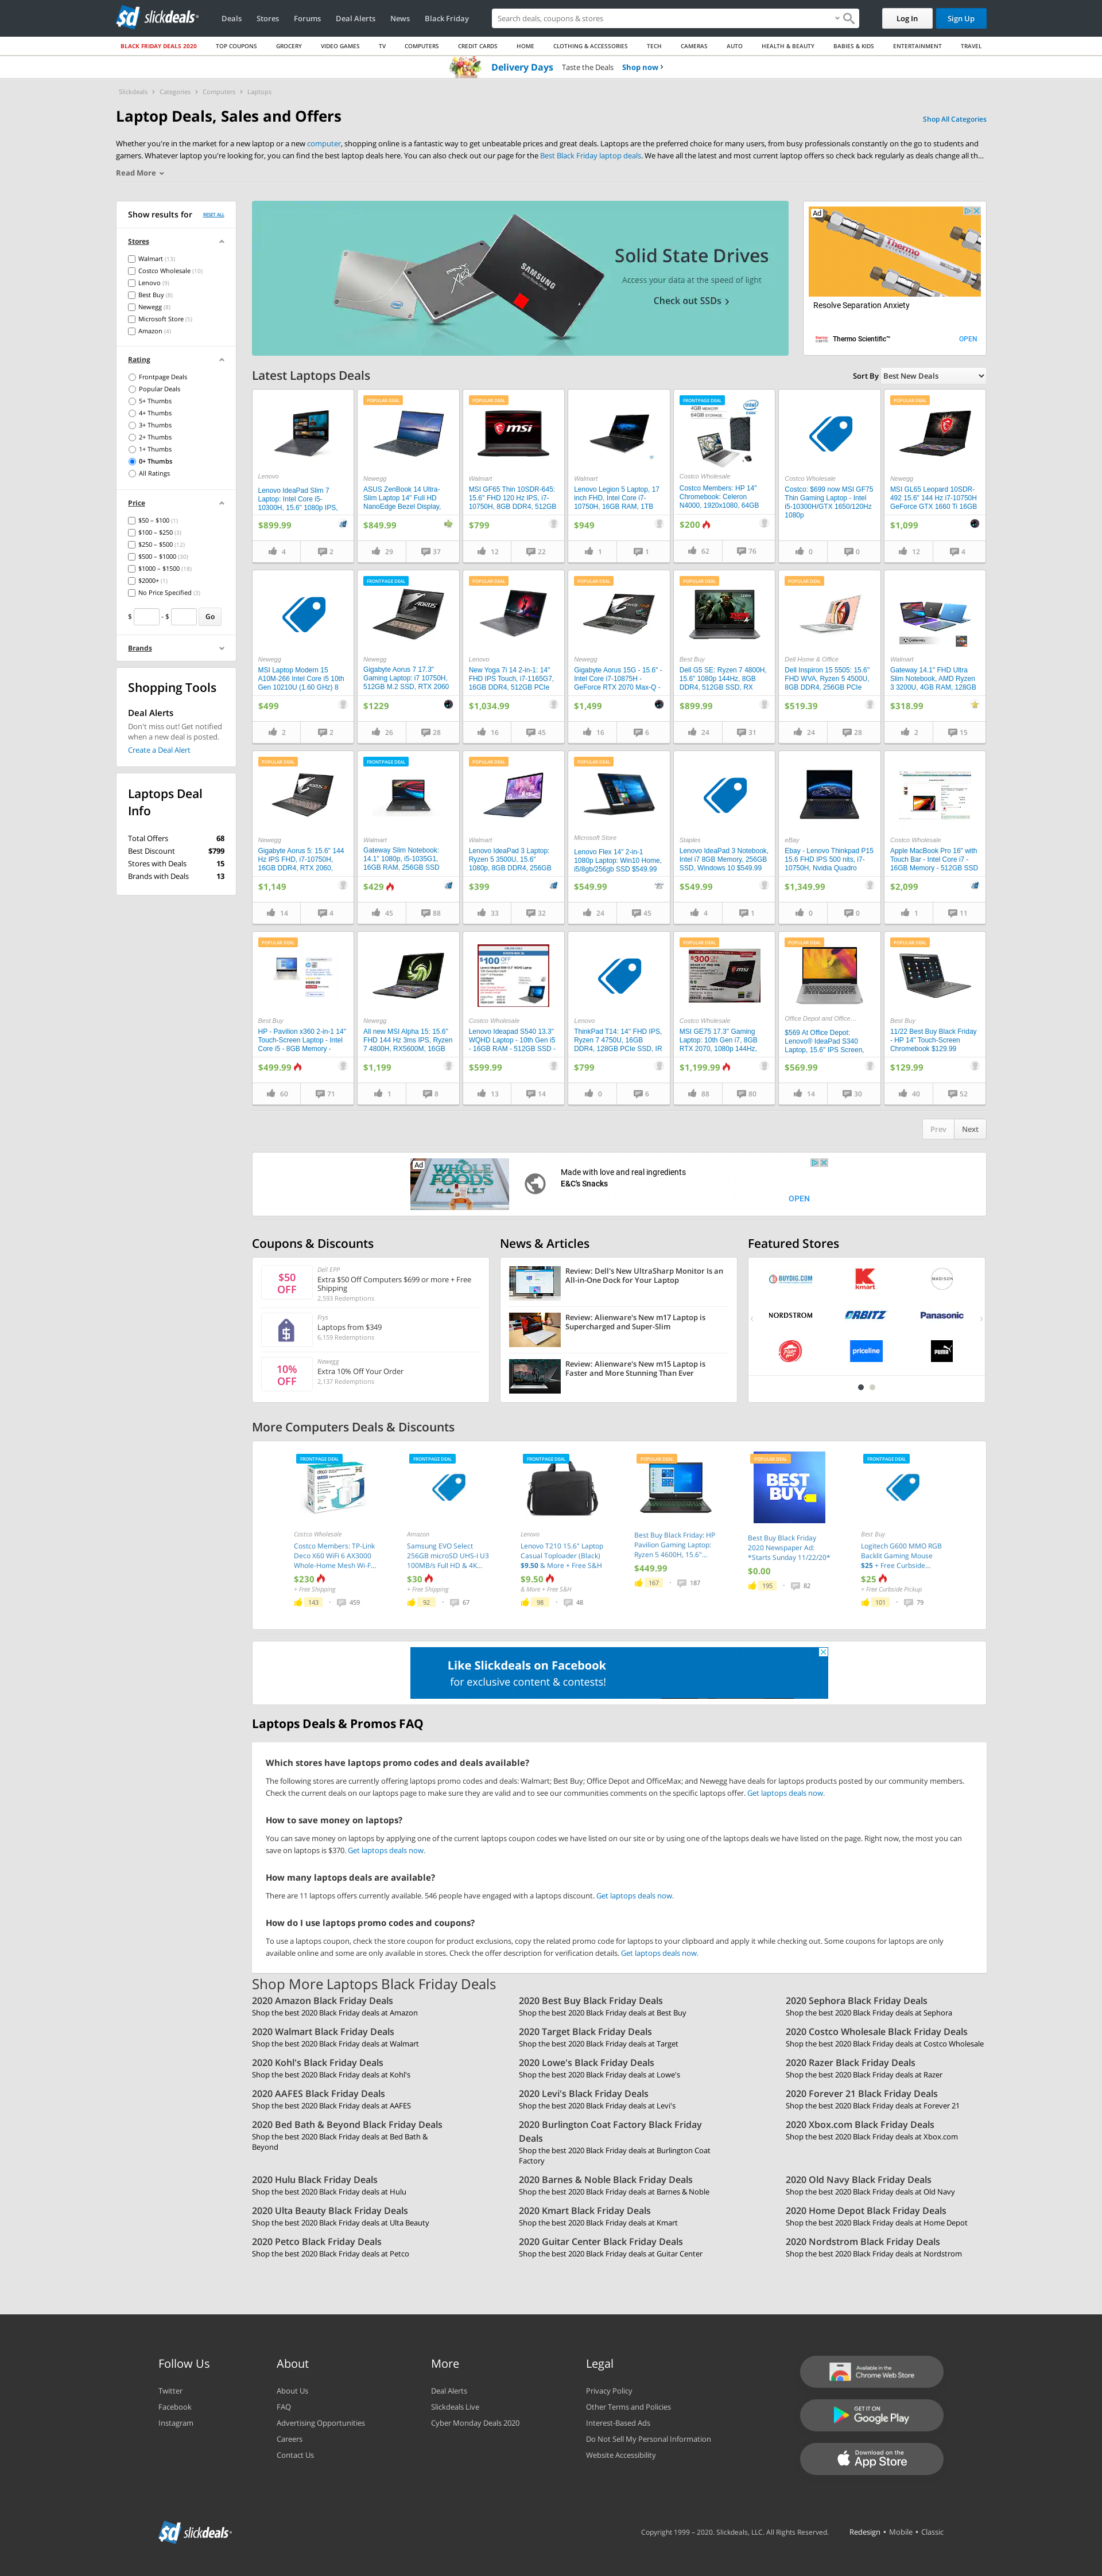 slickdeals
Deals
Stores
Forums
Deal Alerts
News
Black Friday
Search deals, coupons & stores
Log In
Sign Up
BLACK FRIDAY DEALS 2020
TOP COUPONS
GROCERY
VIDEO GAMES
TV
COMPUTERS
CREDIT CARDS
HOME
CLOTHING & ACCESSORIES
TECH
CAMERAS
AUTO
HEALTH & BEAUTY
BABIES & KIDS
ENTERTAINMENT
TRAVEL
Delivery Days Taste the Deals Shop now
Slickdeals > Categories > Computers > Laptops
Laptop Deals, Sales and Offers
Shop All Categories
Whether you're in the market for a new laptop or a new computer, shopping online is a fantastic way to get unbeatable prices and great deals. Laptops are the preferred choice for many users, from busy professionals constantly on the go to students and
gamers. Whatever laptop you're looking for, you can find the best laptop deals here. You can also check out our page for the Best Black Friday laptop deals. We have all the latest and most current laptop offers so check back regularly as deals change all th...
Read More
Show results for RESET ALL
Stores
Walmart (13)
Costco Wholesale (10)
Lenovo (9)
Best Buy (8)
Newegg (8)
Microsoft Store (5)
Amazon (4)
Rating
Frontpage Deals
Popular Deals
5+ Thumbs
4+ Thumbs
3+ Thumbs
2+ Thumbs
1+ Thumbs
0+ Thumbs
All Ratings
Price
$50 – $100 (1)
$100 – $250 (3)
$250 – $500 (12)
$500 – $1000 (30)
$1000 – $1500 (18)
$2000+ (1)
No Price Specified (3)
$ - $ Go
Brands
Shopping Tools
Deal Alerts
Don't miss out! Get notified
when a new deal is posted.
Create a Deal Alert
Laptops Deal
Info
Total Offers 68
Best Discount $799
Stores with Deals 15
Brands with Deals 13
Solid State Drives
Access your data at the speed of light
Check out SSDs
SAMSUNG
Ad
Thermo
Resolve Separation Anxiety
Thermo Scientific™ OPEN
Latest Laptops Deals
Sort By Best New Deals
Lenovo
Lenovo IdeaPad Slim 7
Laptop: Intel Core i5-
10300H, 15.6" 1080p IPS,
$899.99
4 2
POPULAR DEAL
Newegg
ASUS ZenBook 14 Ultra-
Slim Laptop 14" Full HD
NanoEdge Bezel Display,
$849.99
29 37
POPULAR DEAL
msi
Walmart
MSI GF65 Thin 10SDR-645:
15.6" FHD 120 Hz IPS, i7-
10750H, 8GB DDR4, 512GB
$799
12 22
Walmart
Lenovo Legion 5 Laptop, 17
inch FHD, Intel Core i7-
10750H, 16GB RAM, 1TB
$949
1 1
FRONTPAGE DEAL
4GB MEMORY
64GB STORAGE
intel
Costco Wholesale
Costco Members: HP 14"
Chromebook: Celeron
N4000, 1920x1080, 64GB
$200
62 76
Costco Wholesale
Costco: $699 now MSI GF75
Thin Gaming Laptop - Intel
i5-10300H/GTX 1650/120Hz
1080p
0 0
POPULAR DEAL
Newegg
MSI GL65 Leopard 10SDR-
492 15.6" 144 Hz i7-10750H
GeForce GTX 1660 Ti 16GB
$1,099
12 4
Newegg
MSI Laptop Modern 15
A10M-266 Intel Core i5 10th
Gen 10210U (1.60 GHz) 8
$499
2 2
FRONTPAGE DEAL
AORUS
Newegg
Gigabyte Aorus 7 17.3"
Gaming Laptop: i7 10750H,
512GB M.2 SSD, RTX 2060
$1229
26 28
POPULAR DEAL
Lenovo
New Yoga 7i 14 2-in-1: 14"
FHD IPS Touch, i7-1165G7,
16GB DDR4, 512GB PCIe
$1,034.99
16 45
POPULAR DEAL
Newegg
Gigabyte Aorus 15G - 15.6" -
Intel Core i7-10875H -
GeForce RTX 2070 Max-Q -
$1,499
16 6
POPULAR DEAL
Best Buy
Dell G5 SE: Ryzen 7 4800H,
15.6" 1080p 144Hz, 8GB
DDR4, 512GB SSD, RX
$899.99
24 31
POPULAR DEAL
Dell Home & Office
Dell Inspiron 15 5505: 15.6"
FHD WVA, Ryzen 5 4500U,
8GB DDR4, 256GB PCIe
$519.39
24 28
Walmart
Gateway 14.1" FHD Ultra
Slim Notebook, AMD Ryzen
3 3200U, 4GB RAM, 128GB
$318.99
2 15
POPULAR DEAL
Newegg
Gigabyte Aorus 5: 15.6" 144
Hz IPS FHD, i7-10750H,
16GB DDR4, RTX 2060,
$1,149
14 4
FRONTPAGE DEAL
Walmart
Gateway Slim Notebook:
14.1" 1080p, i5-1035G1,
16GB RAM, 256GB SSD
$429
45 88
POPULAR DEAL
Walmart
Lenovo IdeaPad 3 Laptop:
Ryzen 5 3500U, 15.6"
1080p, 8GB DDR4, 256GB
$399
33 32
POPULAR DEAL
Microsoft Store
Lenovo Flex 14" 2-in-1
1080p Laptop: Win10 Home,
i5/8gb/256gb SSD $549.99
$549.99
24 45
Staples
Lenovo IdeaPad 3 Notebook,
Intel i7 8GB Memory, 256GB
SSD, Windows 10 $549.99
$549.99
4 1
eBay
Ebay - Lenovo Thinkpad P15
15.6 FHD IPS 500 nits, i7-
10750H, Nvidia Quadro
$1,349.99
0 0
Costco Wholesale
Apple MacBook Pro 16" with
Touch Bar - Intel Core i7 -
16GB Memory - 512GB SSD
$2,099
1 11
POPULAR DEAL
Best Buy
HP - Pavilion x360 2-in-1 14"
Touch-Screen Laptop - Intel
Core i5 - 8GB Memory -
$499.99
60 71
Newegg
All new MSI Alpha 15: 15.6"
FHD 144 Hz 3ms IPS, Ryzen
7 4800H, RX5600M, 16GB
$1,199
1 8
$100 OFF
Costco Wholesale
Lenovo Ideapad S540 13.3"
WQHD Laptop - 10th Gen i5
- 16GB RAM - 512GB SSD -
$599.99
13 14
Lenovo
ThinkPad T14: 14" FHD IPS,
Ryzen 7 4750U, 16GB
DDR4, 128GB PCIe SSD, IR
$799
0 6
POPULAR DEAL
$300 OFF
msi
Costco Wholesale
MSI GE75 17.3" Gaming
Laptop: 10th Gen i7, 8GB
RTX 2070, 1080p 144Hz,
$1,199.99
88 80
POPULAR DEAL
Office Depot and Office...
$569 At Office Depot:
Lenovo® IdeaPad S340
Laptop, 15.6" IPS Screen,
$569.99
14 30
Best Buy
11/22 Best Buy Black Friday
- HP 14" Touch-Screen
Chromebook $129.99
$129.99
40 52
Prev Next
Ad
WHOLE FOODS MARKET
Made with love and real ingredients
E&C's Snacks
OPEN
Coupons & Discounts
$50 OFF
Dell EPP
Extra $50 Off Computers $699 or more + Free
Shipping
2,593 Redemptions
Frys
Laptops from $349
6,159 Redemptions
10% OFF
Newegg
Extra 10% Off Your Order
2,137 Redemptions
News & Articles
Review: Dell's New UltraSharp Monitor Is an
All-in-One Dock for Your Laptop
Review: Alienware's New m17 Laptop is
Supercharged and Super-Slim
Review: Alienware's New m15 Laptop is
Faster and More Stunning Than Ever
Featured Stores
BUYDIG.COM
kmart
MADISON
NORDSTROM
ORBITZ
Panasonic
Pizza Hut
priceline
PUMA
More Computers Deals & Discounts
FRONTPAGE DEAL
Costco Wholesale
Costco Members: TP-Link
Deco X60 WiFi 6 AX3000
Whole-Home Mesh Wi-F...
$230
+ Free Shipping
143 459
FRONTPAGE DEAL
Amazon
Samsung EVO Select
256GB microSD UHS-I U3
100MB/s Full HD & 4K...
$30
+ Free Shipping
92 67
FRONTPAGE DEAL
Lenovo
Lenovo T210 15.6" Laptop
Casual Toploader (Black)
$9.50 & More + Free S&H
$9.50
& More + Free S&H
98 48
POPULAR DEAL
Best Buy Black Friday: HP
Pavilion Gaming Laptop:
Ryzen 5 4600H, 15.6"...
$449.99
167 187
POPULAR DEAL
BEST BUY
Best Buy Black Friday
2020 Newspaper Ad:
*Starts Sunday 11/22/20*
$0.00
195 82
FRONTPAGE DEAL
Best Buy
Logitech G600 MMO RGB
Backlit Gaming Mouse
$25 + Free Curbside...
$25
+ Free Curbside Pickup
101 79
Like Slickdeals on Facebook
for exclusive content & contests!
Laptops Deals & Promos FAQ
Which stores have laptops promo codes and deals available?
The following stores are currently offering laptops promo codes and deals: Walmart; Best Buy; Office Depot and OfficeMax; and Newegg have deals for laptops products posted by our community members.
Check the current deals on our laptops page to make sure they are valid and to see our communities comments on the specific laptops offer. Get laptops deals now.
How to save money on laptops?
You can save money on laptops by applying one of the current laptops coupon codes we have listed on our site or by using one of the laptops deals we have listed on the page. Right now, the most you can
save on laptops is $370. Get laptops deals now.
How many laptops deals are available?
There are 11 laptops offers currently available. 546 people have engaged with a laptops discount. Get laptops deals now.
How do I use laptops promo codes and coupons?
To use a laptops coupon, check the store coupon for product exclusions, copy the related promo code for laptops to your clipboard and apply it while checking out. Some coupons for laptops are only
available online and some are only available in stores. Check the offer description for verification details. Get laptops deals now.
Shop More Laptops Black Friday Deals
2020 Amazon Black Friday Deals
Shop the best 2020 Black Friday deals at Amazon
2020 Best Buy Black Friday Deals
Shop the best 2020 Black Friday deals at Best Buy
2020 Sephora Black Friday Deals
Shop the best 2020 Black Friday deals at Sephora
2020 Walmart Black Friday Deals
Shop the best 2020 Black Friday deals at Walmart
2020 Target Black Friday Deals
Shop the best 2020 Black Friday deals at Target
2020 Costco Wholesale Black Friday Deals
Shop the best 2020 Black Friday deals at Costco Wholesale
2020 Kohl's Black Friday Deals
Shop the best 2020 Black Friday deals at Kohl's
2020 Lowe's Black Friday Deals
Shop the best 2020 Black Friday deals at Lowe's
2020 Razer Black Friday Deals
Shop the best 2020 Black Friday deals at Razer
2020 AAFES Black Friday Deals
Shop the best 2020 Black Friday deals at AAFES
2020 Levi's Black Friday Deals
Shop the best 2020 Black Friday deals at Levi's
2020 Forever 21 Black Friday Deals
Shop the best 2020 Black Friday deals at Forever 21
2020 Bed Bath & Beyond Black Friday Deals
Shop the best 2020 Black Friday deals at Bed Bath &
Beyond
2020 Burlington Coat Factory Black Friday
Deals
Shop the best 2020 Black Friday deals at Burlington Coat
Factory
2020 Xbox.com Black Friday Deals
Shop the best 2020 Black Friday deals at Xbox.com
2020 Hulu Black Friday Deals
Shop the best 2020 Black Friday deals at Hulu
2020 Barnes & Noble Black Friday Deals
Shop the best 2020 Black Friday deals at Barnes & Noble
2020 Old Navy Black Friday Deals
Shop the best 2020 Black Friday deals at Old Navy
2020 Ulta Beauty Black Friday Deals
Shop the best 2020 Black Friday deals at Ulta Beauty
2020 Kmart Black Friday Deals
Shop the best 2020 Black Friday deals at Kmart
2020 Home Depot Black Friday Deals
Shop the best 2020 Black Friday deals at Home Depot
2020 Petco Black Friday Deals
Shop the best 2020 Black Friday deals at Petco
2020 Guitar Center Black Friday Deals
Shop the best 2020 Black Friday deals at Guitar Center
2020 Nordstrom Black Friday Deals
Shop the best 2020 Black Friday deals at Nordstrom
Follow Us
Twitter
Facebook
Instagram
About
About Us
FAQ
Advertising Opportunities
Careers
Contact Us
More
Deal Alerts
Slickdeals Live
Cyber Monday Deals 2020
Legal
Privacy Policy
Other Terms and Policies
Interest-Based Ads
Do Not Sell My Personal Information
Website Accessibility
Available in the
Chrome Web Store
GET IT ON
Google Play
Download on the
App Store
slickdeals
Copyright 1999 – 2020. Slickdeals, LLC. All Rights Reserved.
Redesign • Mobile • Classic